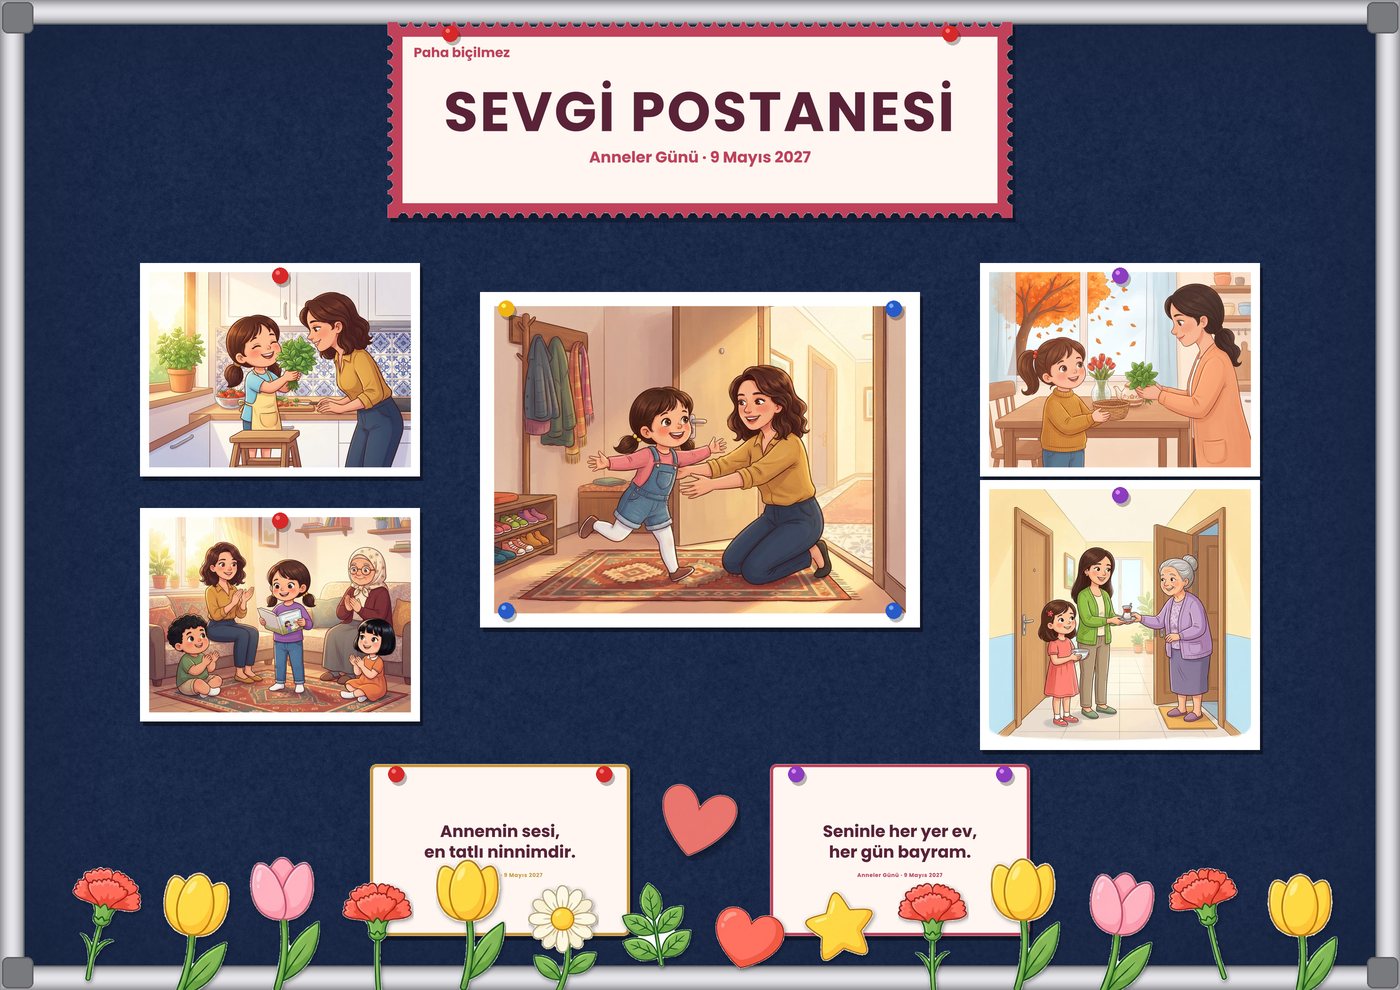 Paha biçilmez
SEVGİ POSTANESİ
Anneler Günü · 9 Mayıs 2027
Annemin sesi,
en tatlı ninnimdir.
· 9 Mayıs 2027
Seninle her yer ev,
her gün bayram.
Anneler Günü · 9 Mayıs 2027